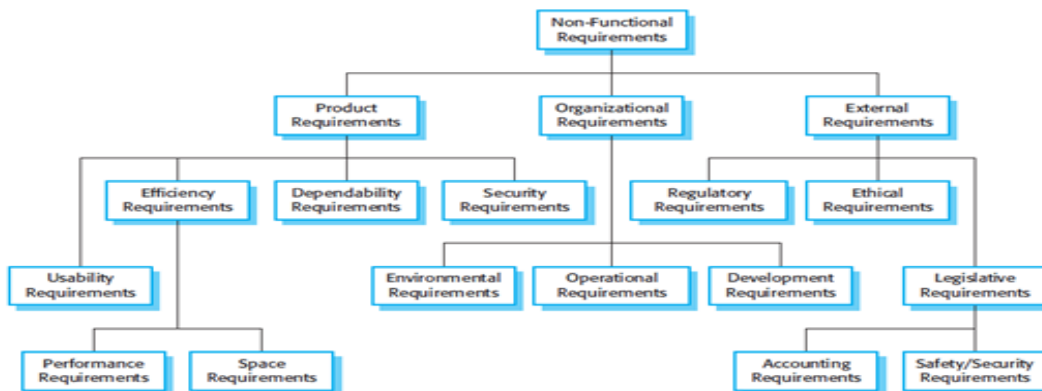 Non-Functional
Requirements
Product
Requirements
Organizational
Requirements
External
Requirements
Efficiency
Requirements
Dependability
Requirements
Security
Requirements
Regulatory
Requirements
Ethical
Requirements
Usability
Requirements
Environmental
Requirements
Operational
Requirements
Development
Requirements
Legislative
Requirements
Performance
Requirements
Space
Requirements
Accounting
Requirements
Safety/Security
Requirements